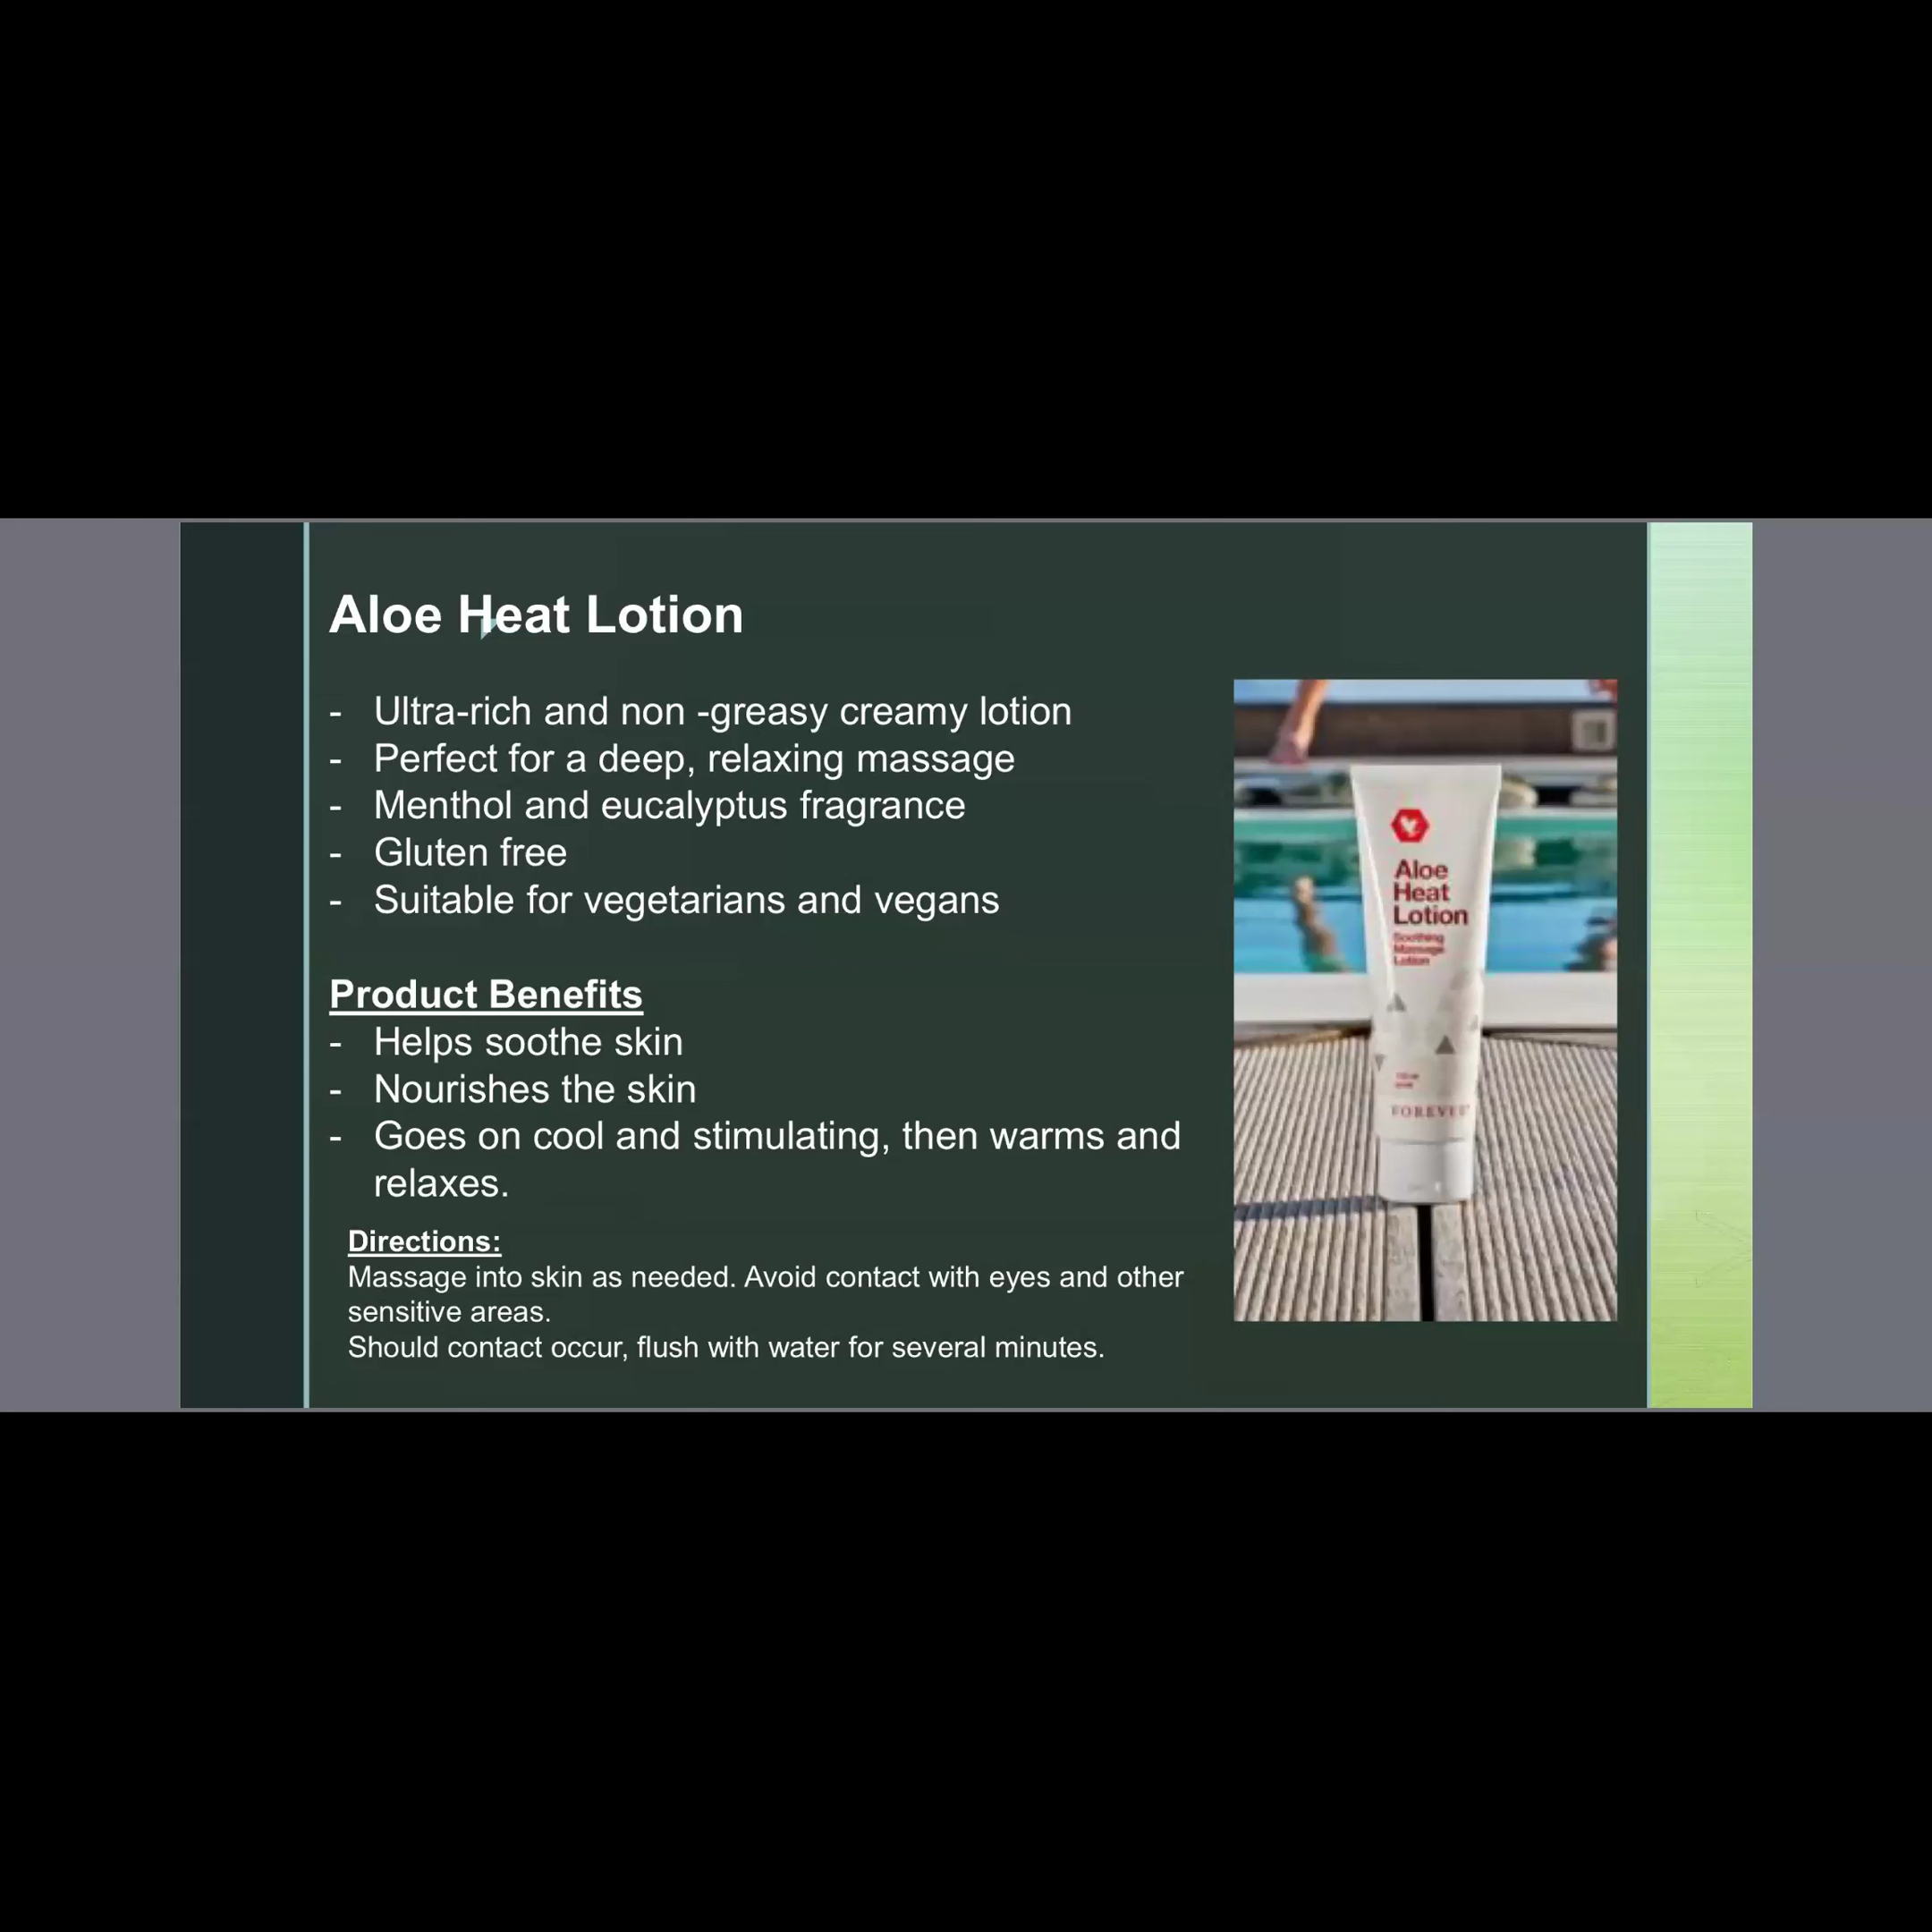 Aloe Heat Lotion
- Ultra-rich and non -greasy creamy lotion
- Perfect for a deep, relaxing massage
- Menthol and eucalyptus fragrance
- Gluten free
- Suitable for vegetarians and vegans
Product Benefits
- Helps soothe skin
- Nourishes the skin
- Goes on cool and stimulating, then warms and
relaxes.
Directions:
Massage into skin as needed. Avoid contact with eyes and other
sensitive areas.
Should contact occur, flush with water for several minutes.
Aloe
Heat
Lotion
Soothing
Massage
Lotion
FOREVER